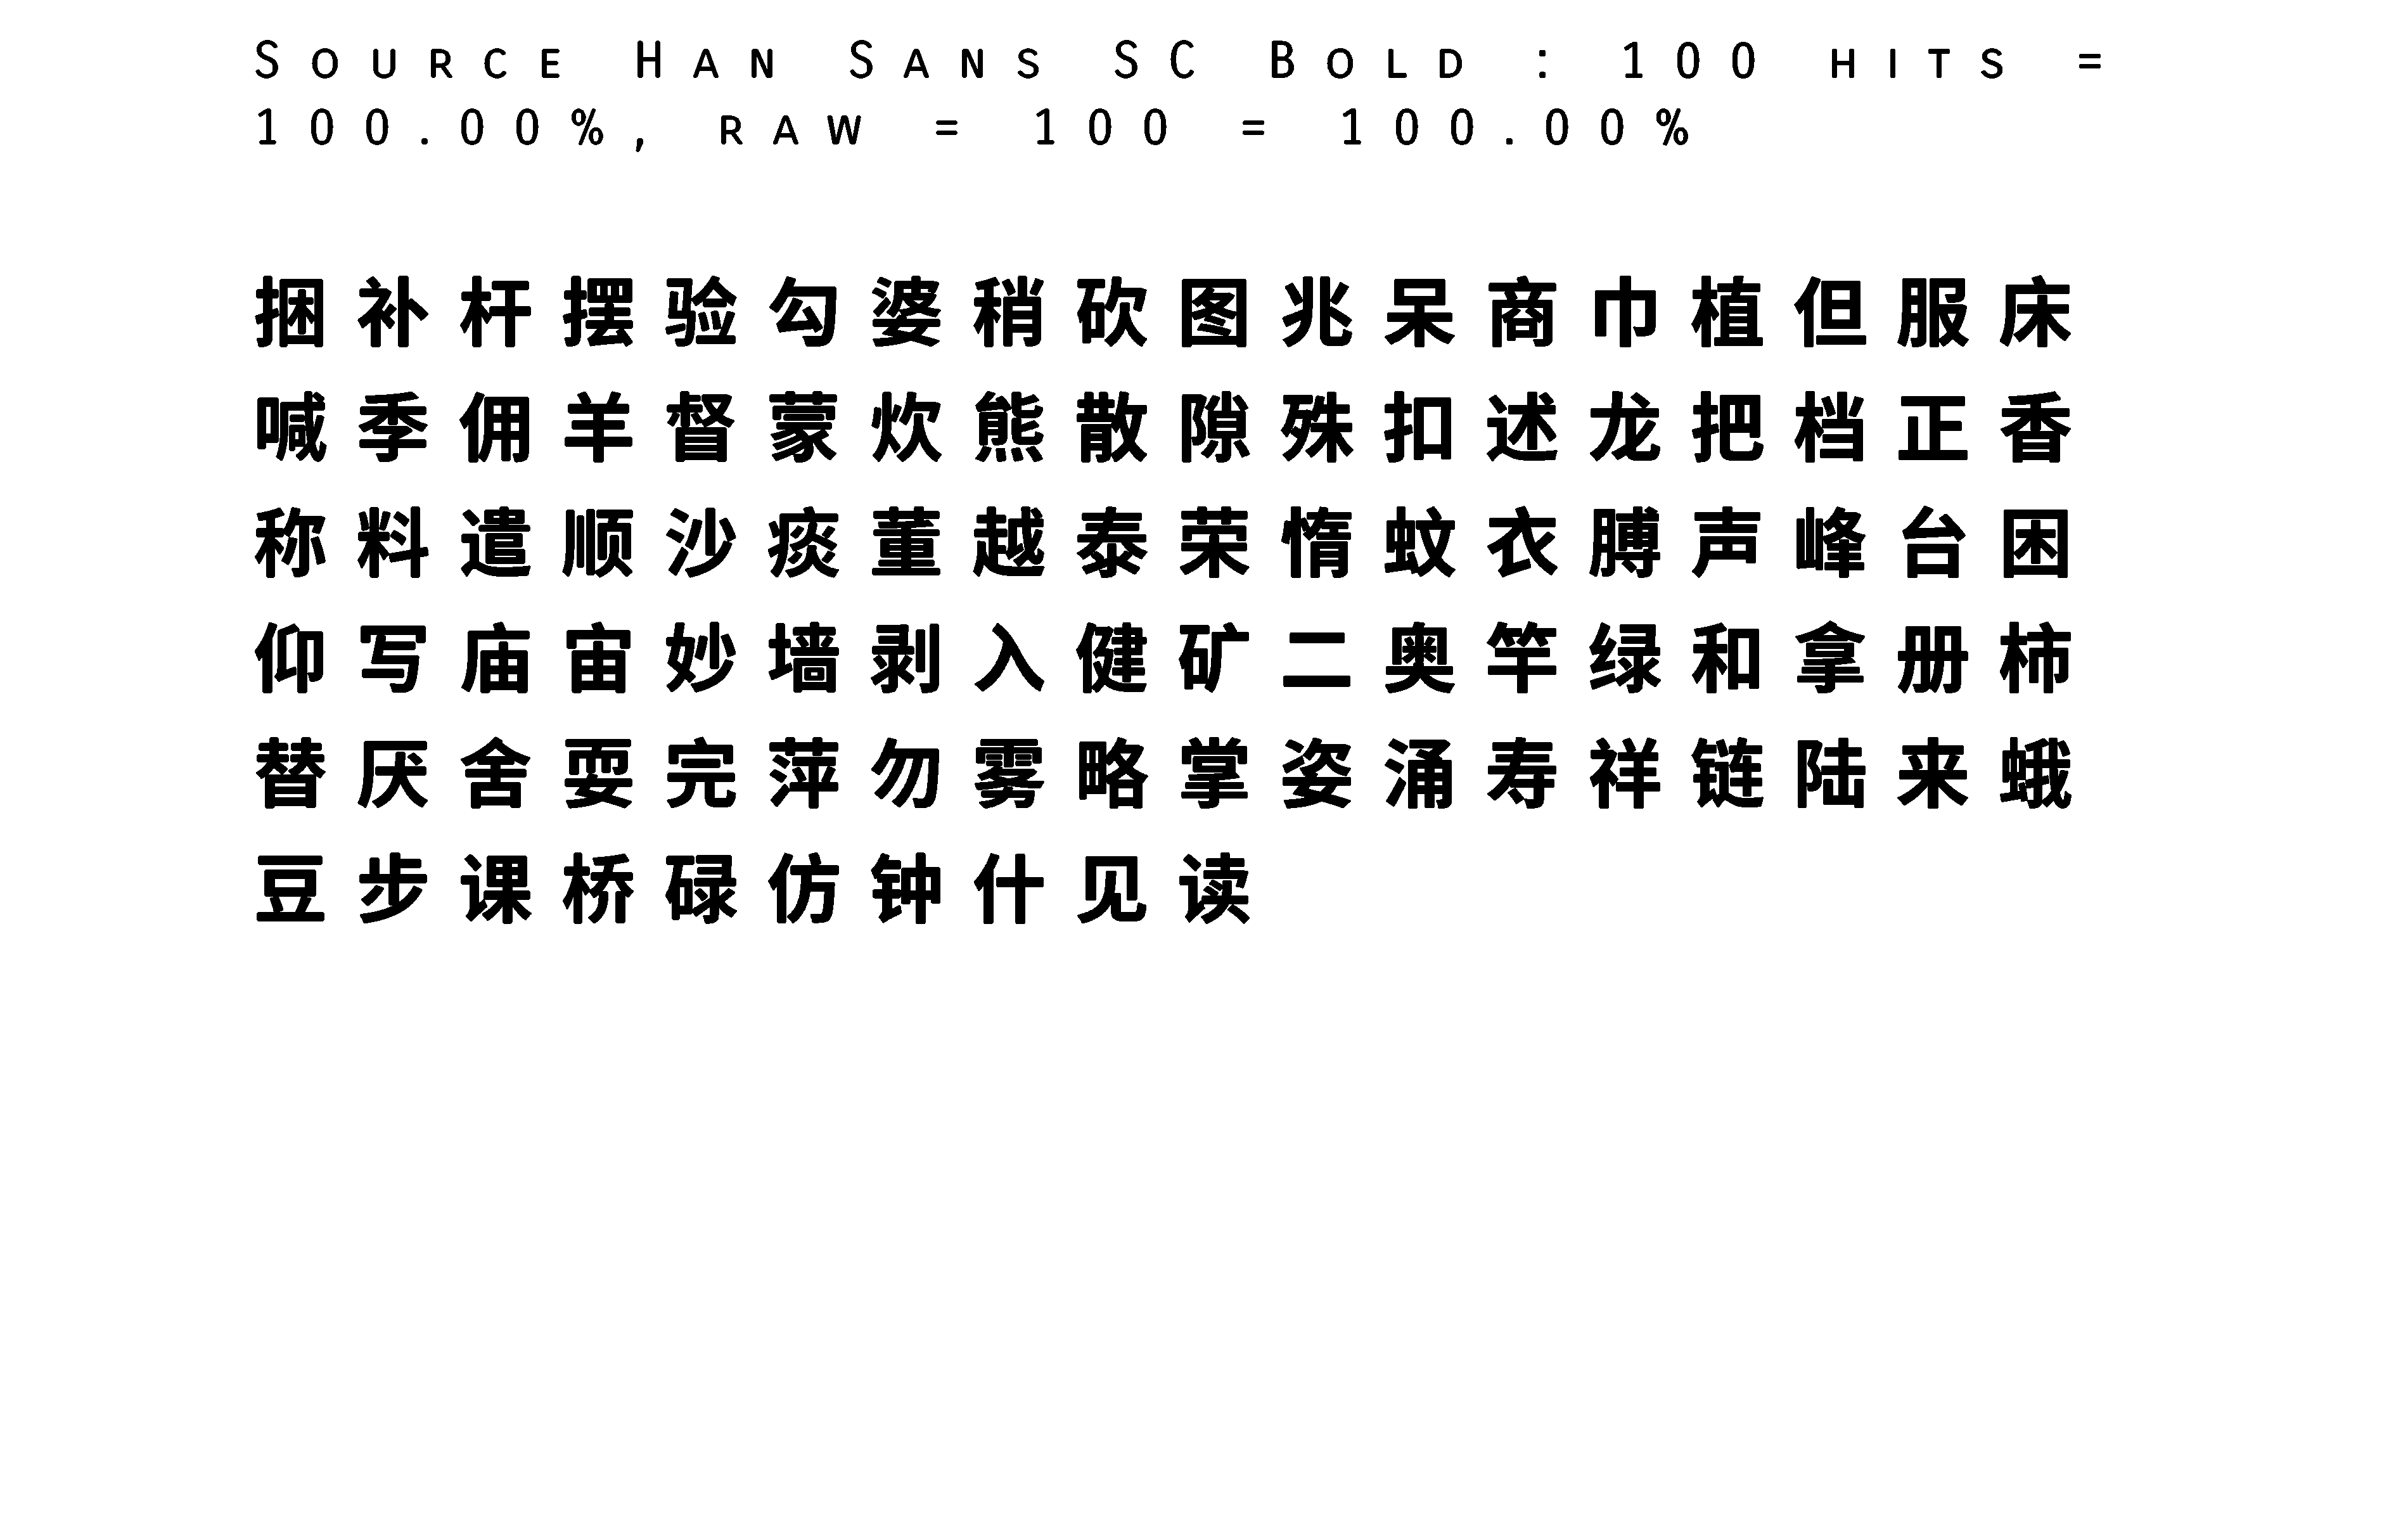 Source Han Sans SC Bold : 100 hits =
100.00%, raw = 100 = 100.00%
捆补杆摆验勾婆稍砍图兆呆商巾植但服床
喊季佣羊督蒙炊熊散隙殊扣述龙把档正香
称料遣顺沙痰董越泰荣惰蚊衣膊声峰台困
仰写庙宙妙墙剥入健矿二奥竿绿和拿册柿
替厌舍耍完萍勿雾略掌姿涌寿祥链陆来蛾
豆步课桥碌仿钟什见读